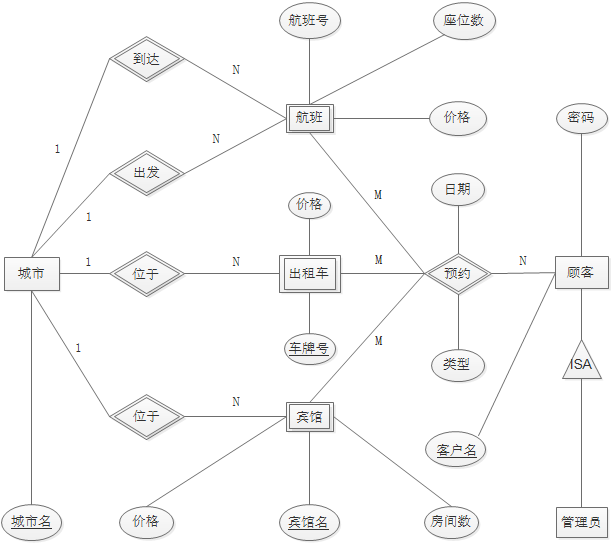 航班号
座位数
到达
N
航班
价格
密码
1
N
出发
日期
价格
M
1
城市
1
位于
N
出租车
M
预约
N
顾客
车牌号
M
类型
ISA
1
位于
N
宾馆
客户名
城市名
价格
宾馆名
房间数
管理员